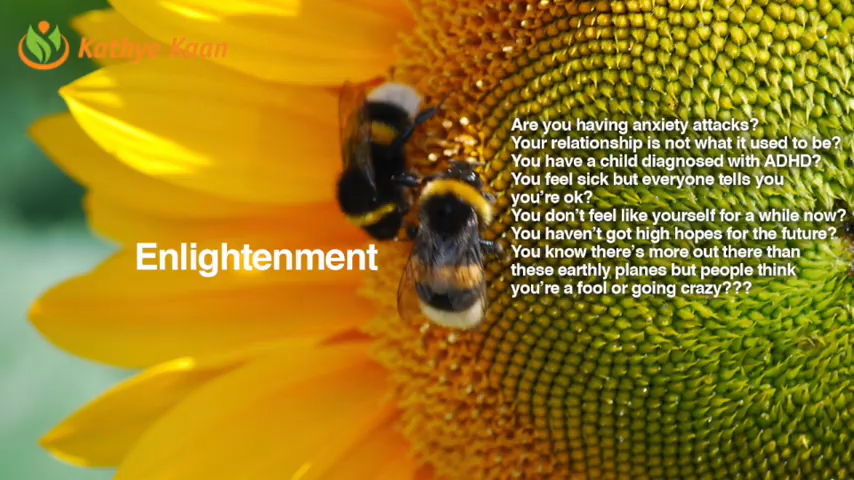 Kathye Kaan
Are you having anxiety attacks?
Your relationship is not what it used to be?
You have a child diagnosed with ADHD?
You feel sick but everyone tells you
you're ok?
You don't feel like yourself for a while now?
You haven't got high hopes for the future?
You know there's more out there than
these earthly planes but people think
you're a fool or going crazy???
Enlightenment